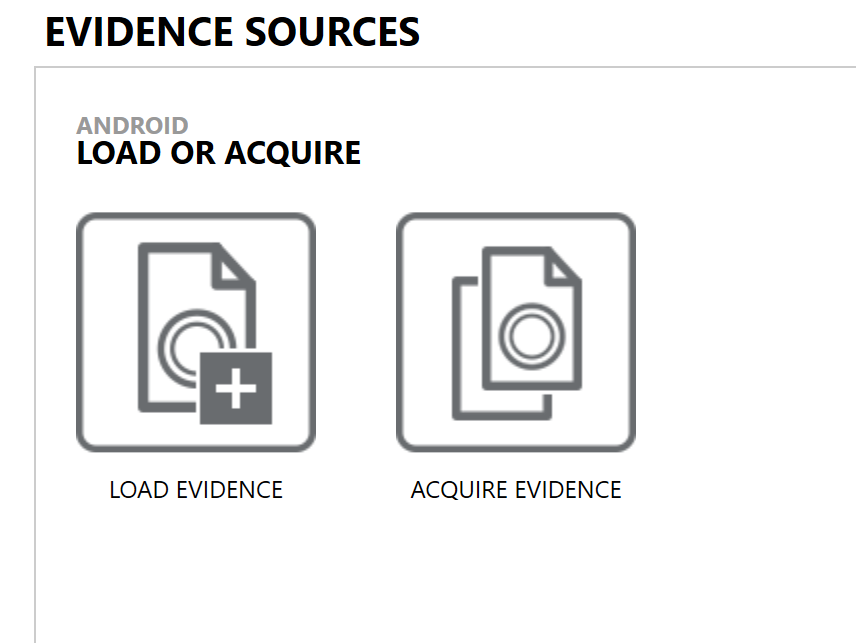 EVIDENCE SOURCES
ANDROID
LOAD OR ACQUIRE
LOAD EVIDENCE
ACQUIRE EVIDENCE